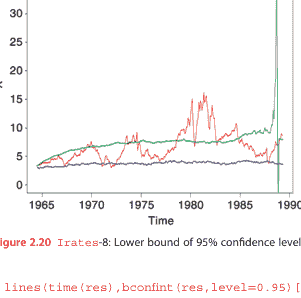 30
25
20
15
10
5
0
1965 1970 1975 1980 1985 1990
Time
igure 2.20 Irates-8: Lower bound of 95% confidence level
lines(time(res),bconfint(res,level=0.95)[